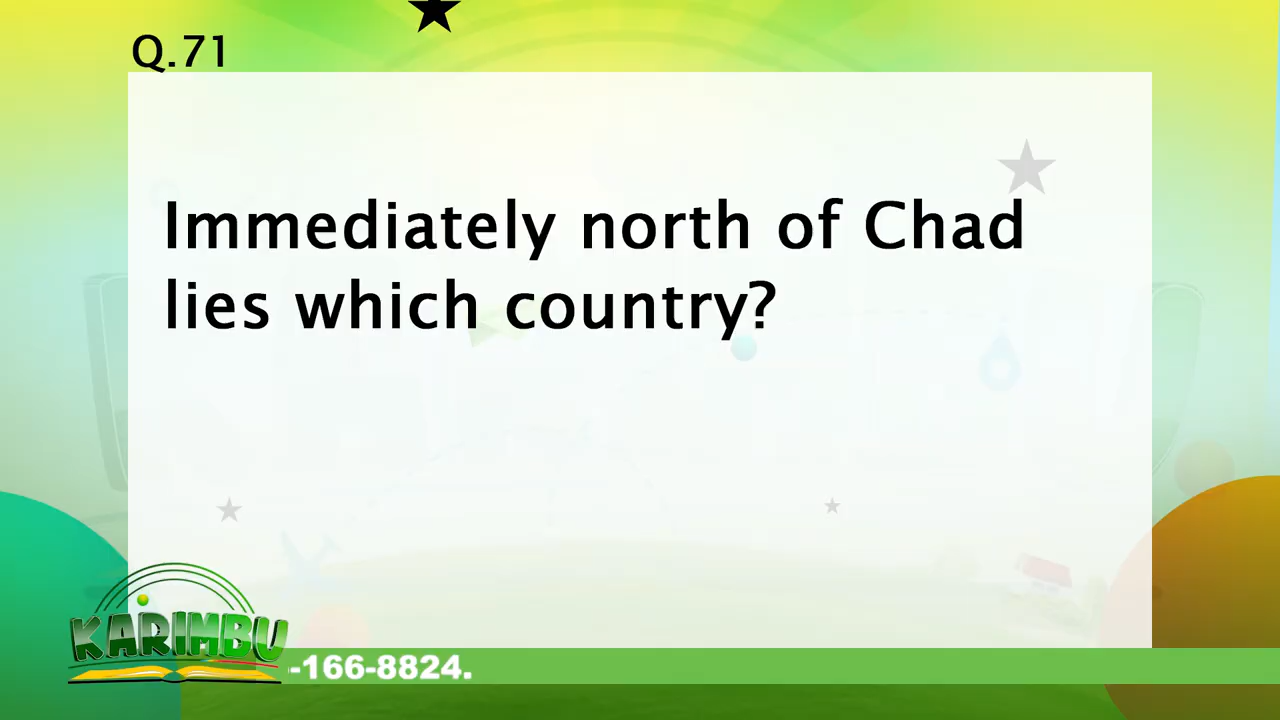 Q.71
Immediately north of Chad
lies which country?
KARIMBU
-166-8824.